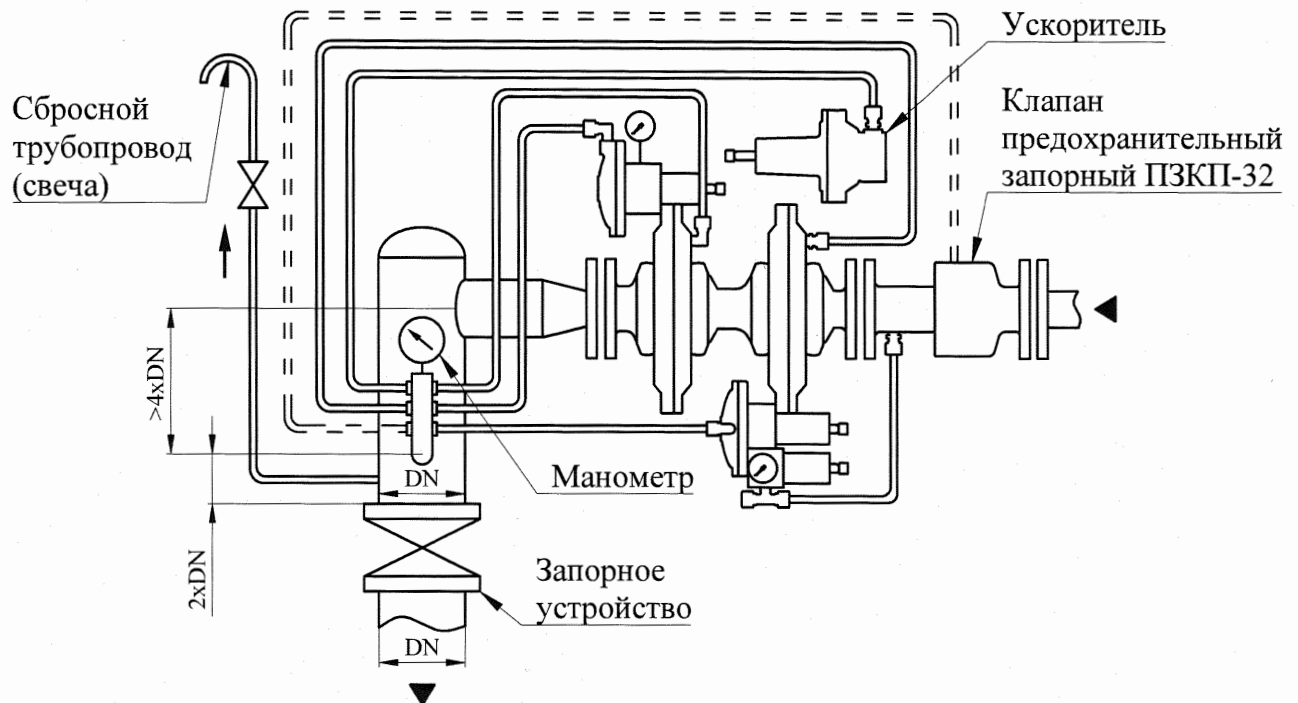 Ускоритель
Сбросной
трубопровод
(свеча)
Клапан
предохранительный
запорный ПЗКП-32
>4xDN
DN
Манометр
2xDN
Запорное
устройство
DN